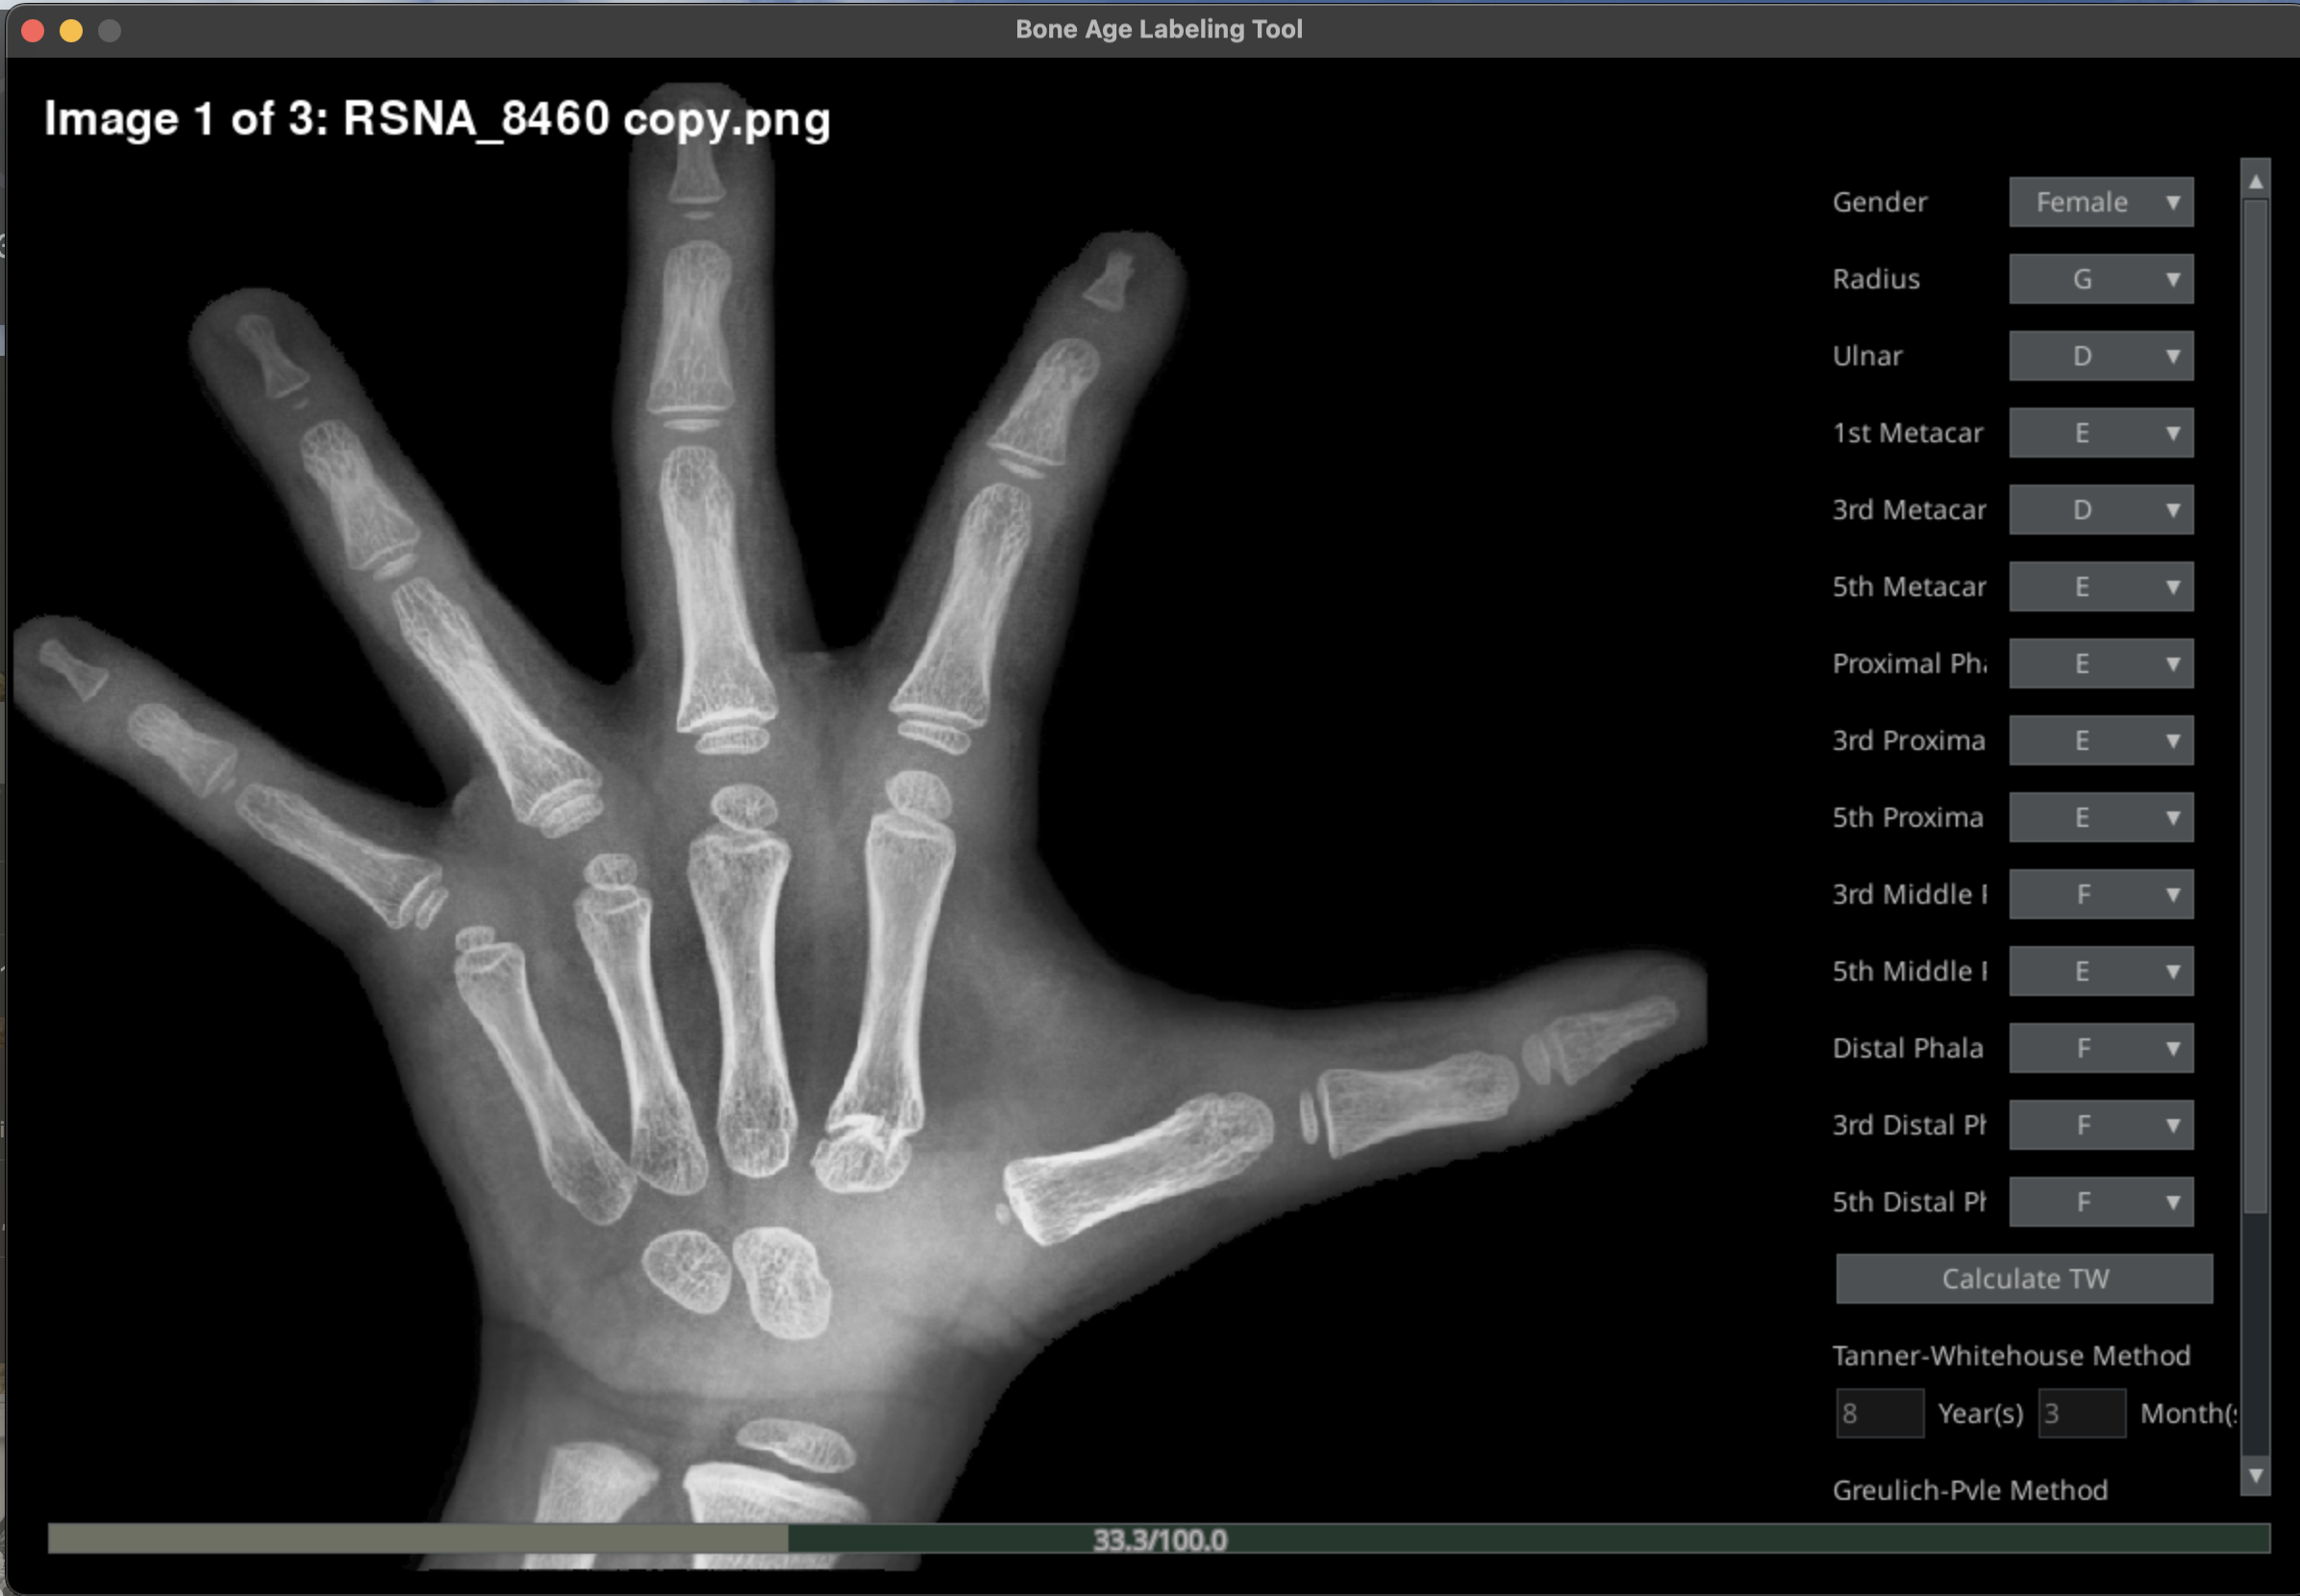 Bone Age Labeling Tool
Image 1 of 3: RSNA_8460 copy.png
Gender Female ▼
Radius G ▼
Ulnar D ▼
1st Metacar E ▼
3rd Metacar D ▼
5th Metacar E ▼
Proximal Pha E ▼
3rd Proxima E ▼
5th Proxima E ▼
3rd Middle F ▼
5th Middle E ▼
Distal Phala F ▼
3rd Distal Ph F ▼
5th Distal Ph F ▼
Calculate TW
Tanner-Whitehouse Method
8 Year(s) 3 Month(s
Greulich-Pyle Method
33.3/100.0